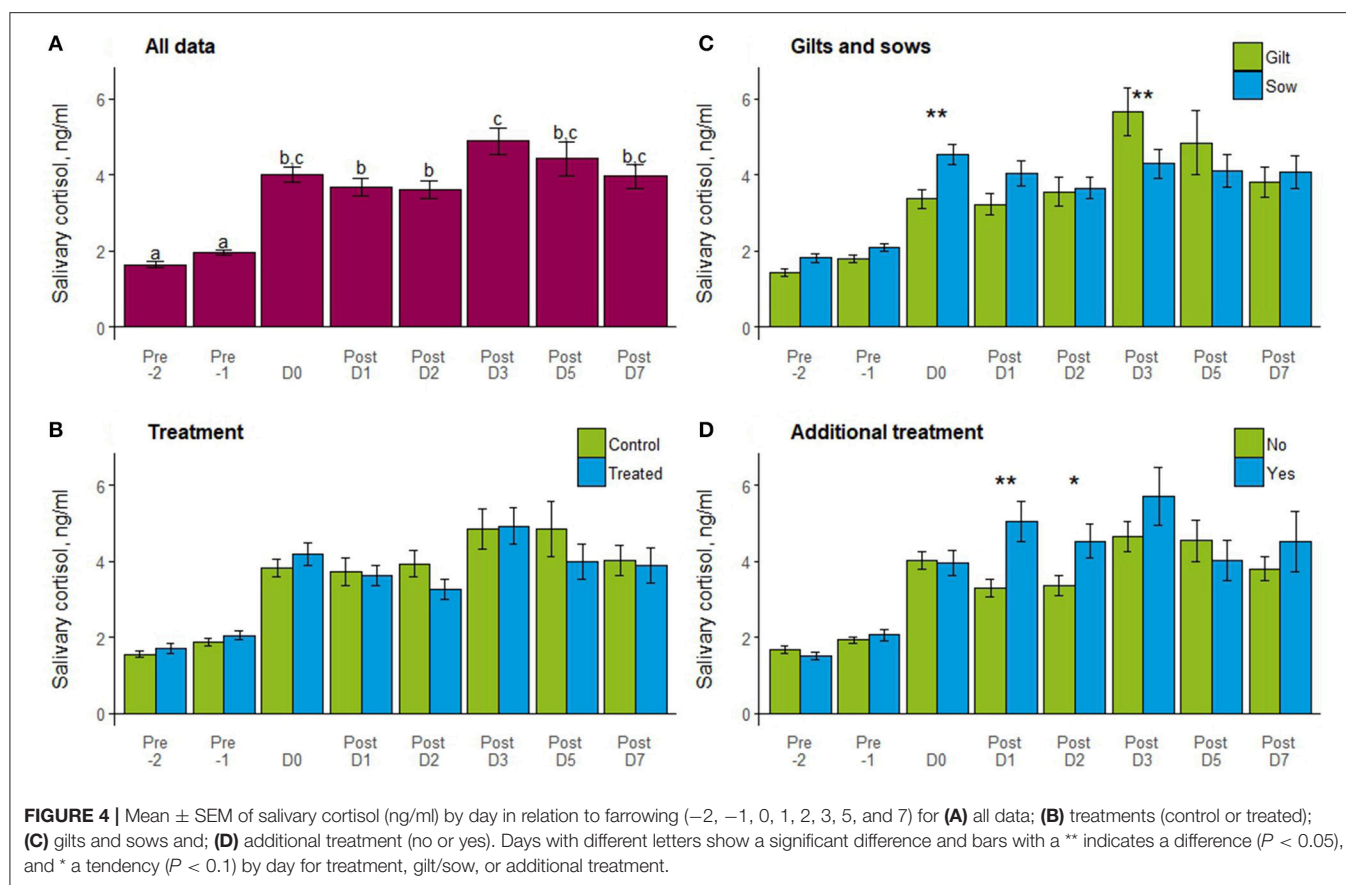 A All data
Salivary cortisol, ng/ml
6
4
2
0
a a b,c b b c b,c b,c
Pre -2 Pre -1 D0 Post D1 Post D2 Post D3 Post D5 Post D7
C Gilts and sows
Gilt
Sow
Salivary cortisol, ng/ml
6
4
2
0
** **
Pre -2 Pre -1 D0 Post D1 Post D2 Post D3 Post D5 Post D7
B Treatment
Control
Treated
Salivary cortisol, ng/ml
6
4
2
0
Pre -2 Pre -1 D0 Post D1 Post D2 Post D3 Post D5 Post D7
D Additional treatment
No
Yes
Salivary cortisol, ng/ml
6
4
2
0
** *
Pre -2 Pre -1 D0 Post D1 Post D2 Post D3 Post D5 Post D7
FIGURE 4 | Mean ± SEM of salivary cortisol (ng/ml) by day in relation to farrowing (−2, −1, 0, 1, 2, 3, 5, and 7) for (A) all data; (B) treatments (control or treated);
(C) gilts and sows and; (D) additional treatment (no or yes). Days with different letters show a significant difference and bars with a ** indicates a difference (P < 0.05),
and * a tendency (P < 0.1) by day for treatment, gilt/sow, or additional treatment.